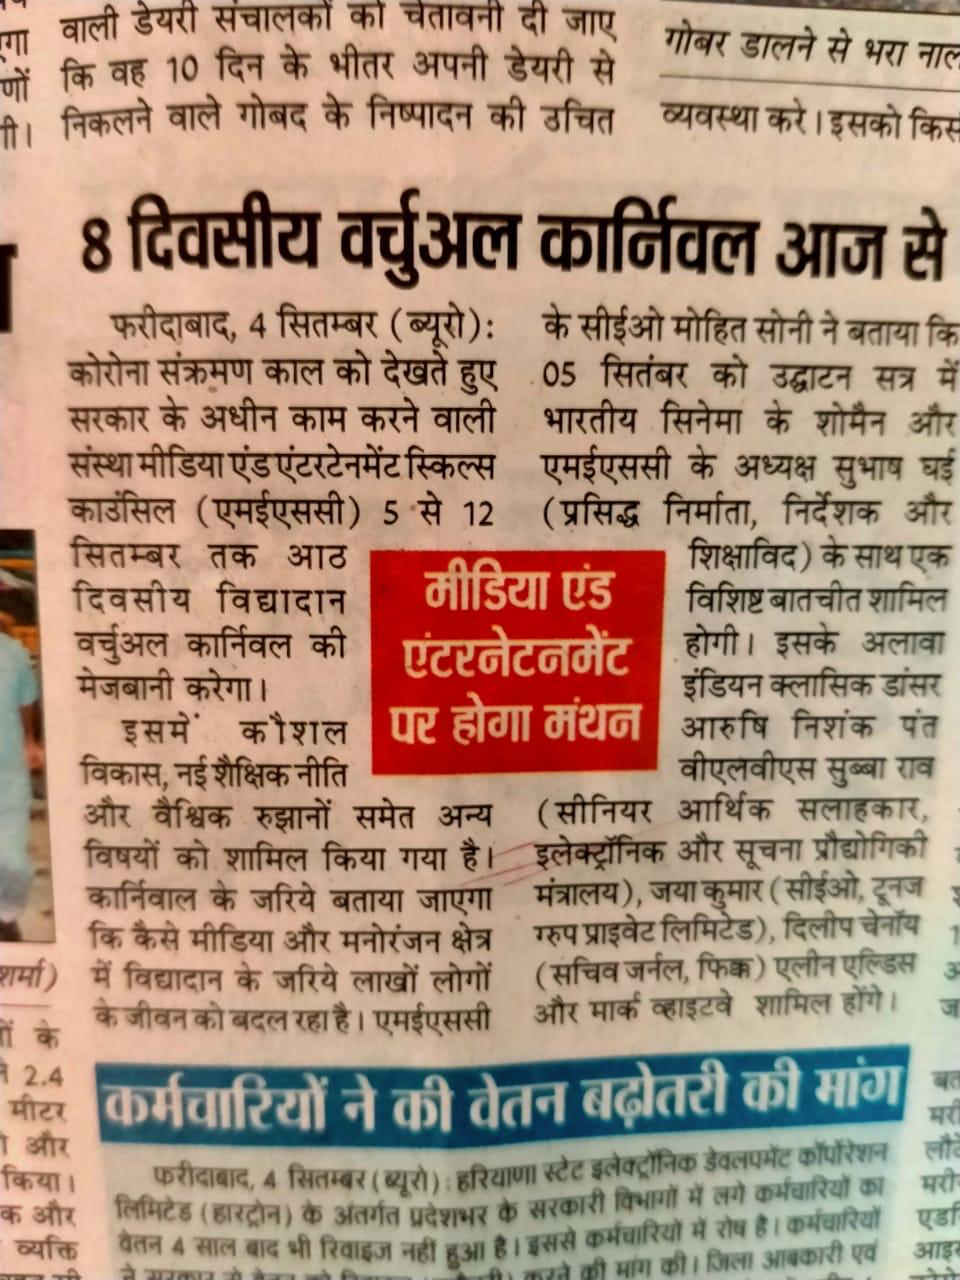 वाली डेयरी संचालकों को चेतावनी दी जाए
कि वह 10 दिन के भीतर अपनी डेयरी से
निकलने वाले गोबद के निष्पादन की उचित
गोबर डालने से भरा नाल
व्यवस्था करे। इसको किस
8 दिवसीय वर्चुअल कार्निवल आज से
फरीदाबाद, 4 सितम्बर (ब्यूरो):
कोरोना संक्रमण काल को देखते हुए
सरकार के अधीन काम करने वाली
संस्था मीडिया एंड एंटरटेनमेंट स्किल्स
काउंसिल (एमईएससी) 5 से 12
सितम्बर तक आठ
दिवसीय विद्यादान
वर्चुअल कार्निवल की
मेजबानी करेगा।
इसमें कौशल
विकास, नई शैक्षिक नीति
और वैश्विक रुझानों समेत अन्य
विषयों को शामिल किया गया है।
कार्निवाल के जरिये बताया जाएगा
कि कैसे मीडिया और मनोरंजन क्षेत्र
में विद्यादान के जरिये लाखों लोगों
के जीवन को बदल रहा है। एमईएससी
मीडिया एंड
एंटरनेटनमेंट
पर होगा मंथन
के सीईओ मोहित सोनी ने बताया कि
05 सितंबर को उद्घाटन सत्र में
भारतीय सिनेमा के शोमैन और
एमईएससी के अध्यक्ष सुभाष घई
(प्रसिद्ध निर्माता, निर्देशक और
शिक्षाविद) के साथ एक
विशिष्ट बातचीत शामिल
होगी। इसके अलावा
इंडियन क्लासिक डांसर
आरुषि निशंक पंत
वीएलवीएस सुब्बा राव
(सीनियर आर्थिक सलाहकार,
इलेक्ट्रॉनिक और सूचना प्रौद्योगिकी
मंत्रालय), जया कुमार (सीईओ, टूनज
ग्रुप प्राइवेट लिमिटेड), दिलीप चेनॉय
(सचिव जर्नल, फिक्क) एलीन एल्डिस
और मार्क व्हाइटवे शामिल होंगे।
कर्मचारियों ने की वेतन बढ़ोतरी की मांग
फरीदाबाद, 4 सितम्बर (ब्यूरो) : हरियाणा स्टेट इलेक्ट्रॉनिक डेवलपमेंट कॉर्पोरेशन
लिमिटेड (हारट्रोन) के अंतर्गत प्रदेशभर के सरकारी विभागों में लगे कर्मचारियों का
वेतन 4 साल बाद भी रिवाइज नहीं हुआ है। इससे कर्मचारियों में रोष है। कर्मचारियों
करने की मांग की। जिला आबकारी एवं
शर्मा)
के
2.4
मीटर
और
किया।
क और
व्यक्ति